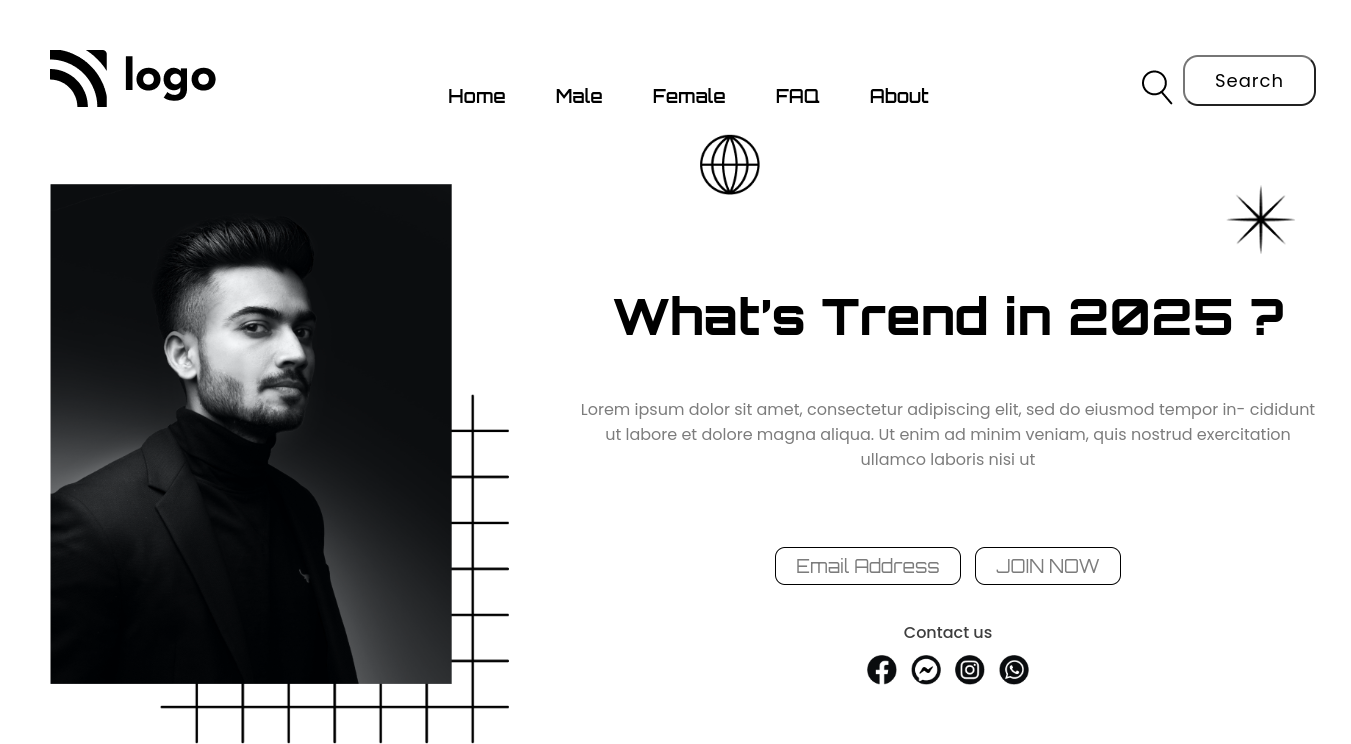 logo
Home Male Female FAQ About
Search
What's Trend in 2025 ?
Lorem ipsum dolor sit amet, consectetur adipiscing elit, sed do eiusmod tempor in- cididunt
ut labore et dolore magna aliqua. Ut enim ad minim veniam, quis nostrud exercitation
ullamco laboris nisi ut
Email Address JOIN NOW
Contact us